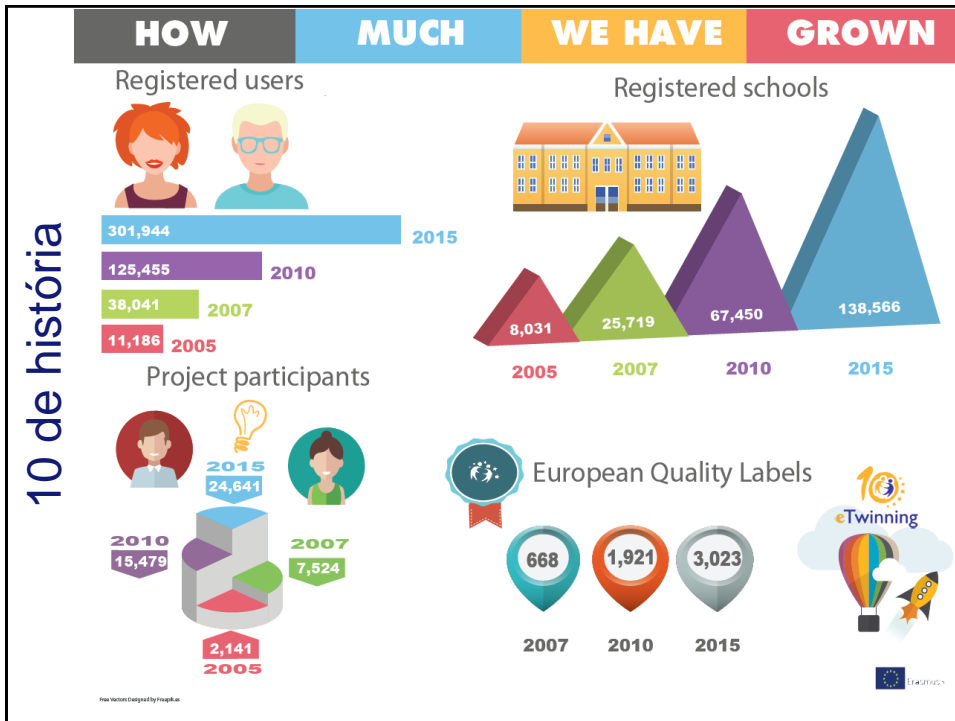 HOW MUCH WE HAVE GROWN
10 de história
Registered users
301,944 2015
125,455 2010
38,041 2007
11,186 2005
Registered schools
8,031 25,719 67,450 138,566
2005 2007 2010 2015
Project participants
2015
24,641
2010
15,479
2007
7,524
2,141
2005
European Quality Labels
668 1,921 3,023
2007 2010 2015
10
eTwinning
Erasmus+
Free Vectors Designed by Freepik.es